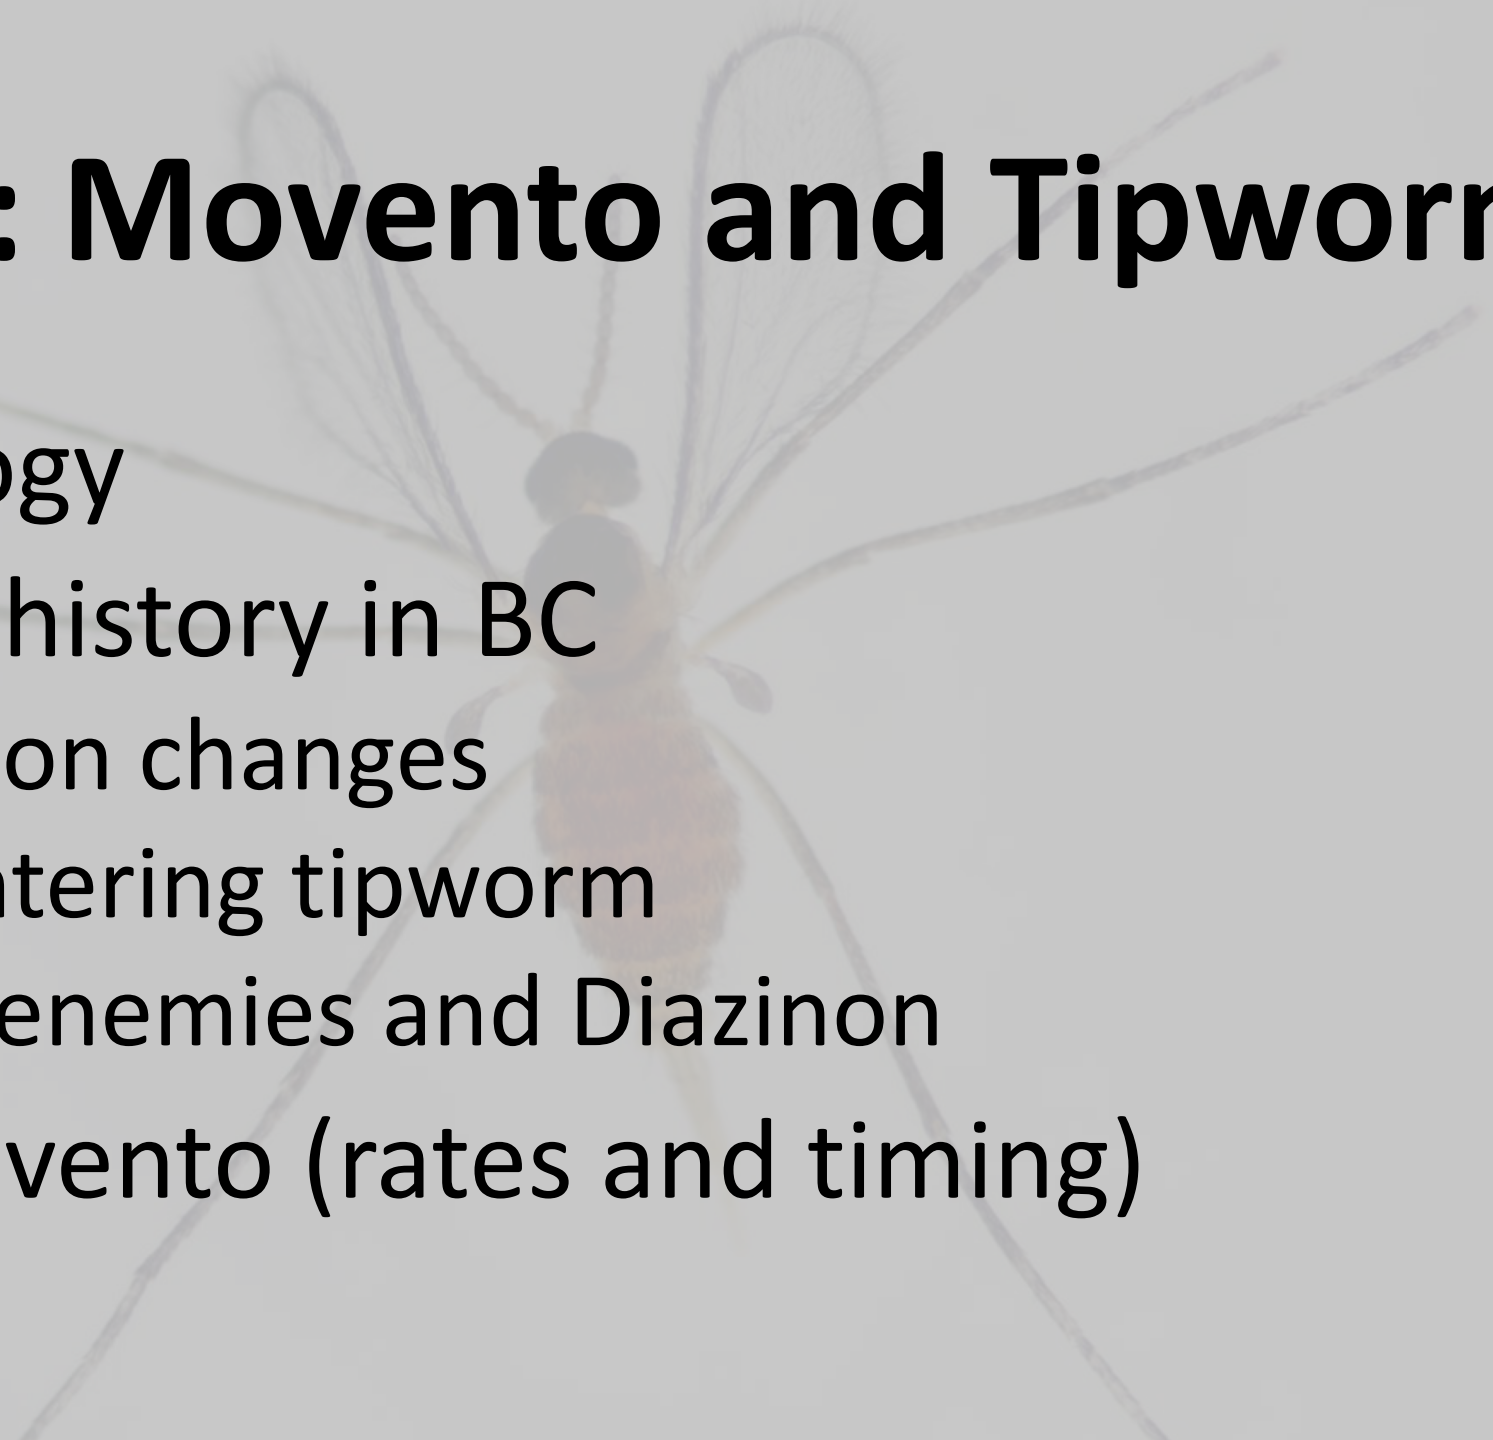 : Movento and Tipworm
ogy
history in BC
on changes
ntering tipworm
enemies and Diazinon
vento (rates and timing)